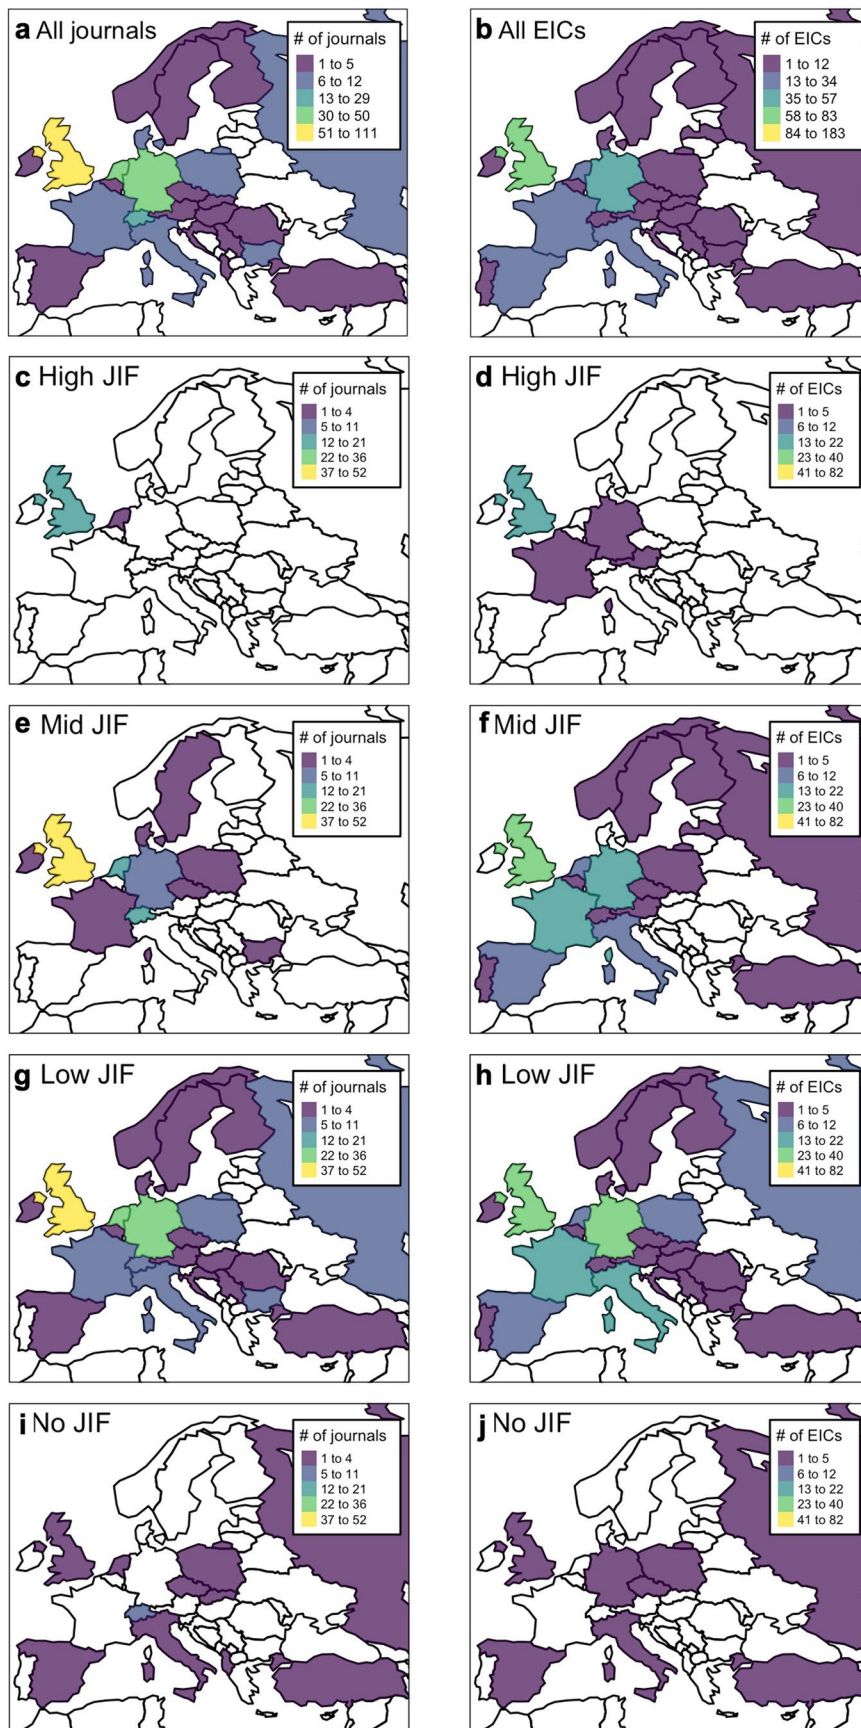 a All journals
# of journals
1 to 5
6 to 12
13 to 29
30 to 50
51 to 111
b All EICs
# of EICs
1 to 12
13 to 34
35 to 57
58 to 83
84 to 183
c High JIF
# of journals
1 to 4
5 to 11
12 to 21
22 to 36
37 to 52
d High JIF
# of EICs
1 to 5
6 to 12
13 to 22
23 to 40
41 to 82
e Mid JIF
# of journals
1 to 4
5 to 11
12 to 21
22 to 36
37 to 52
f Mid JIF
# of EICs
1 to 5
6 to 12
13 to 22
23 to 40
41 to 82
g Low JIF
# of journals
1 to 4
5 to 11
12 to 21
22 to 36
37 to 52
h Low JIF
# of EICs
1 to 5
6 to 12
13 to 22
23 to 40
41 to 82
i No JIF
# of journals
1 to 4
5 to 11
12 to 21
22 to 36
37 to 52
j No JIF
# of EICs
1 to 5
6 to 12
13 to 22
23 to 40
41 to 82